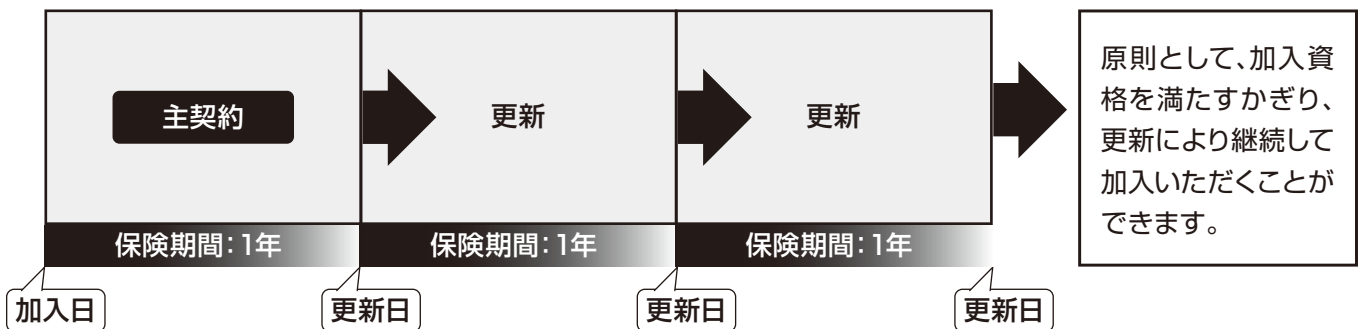 主契約
更新
更新
保険期間：1年
保険期間：1年
保険期間：1年
加入日
更新日
更新日
更新日
原則として、加入資
格を満たすかぎり、
更新により継続して
加入いただくことが
できます。